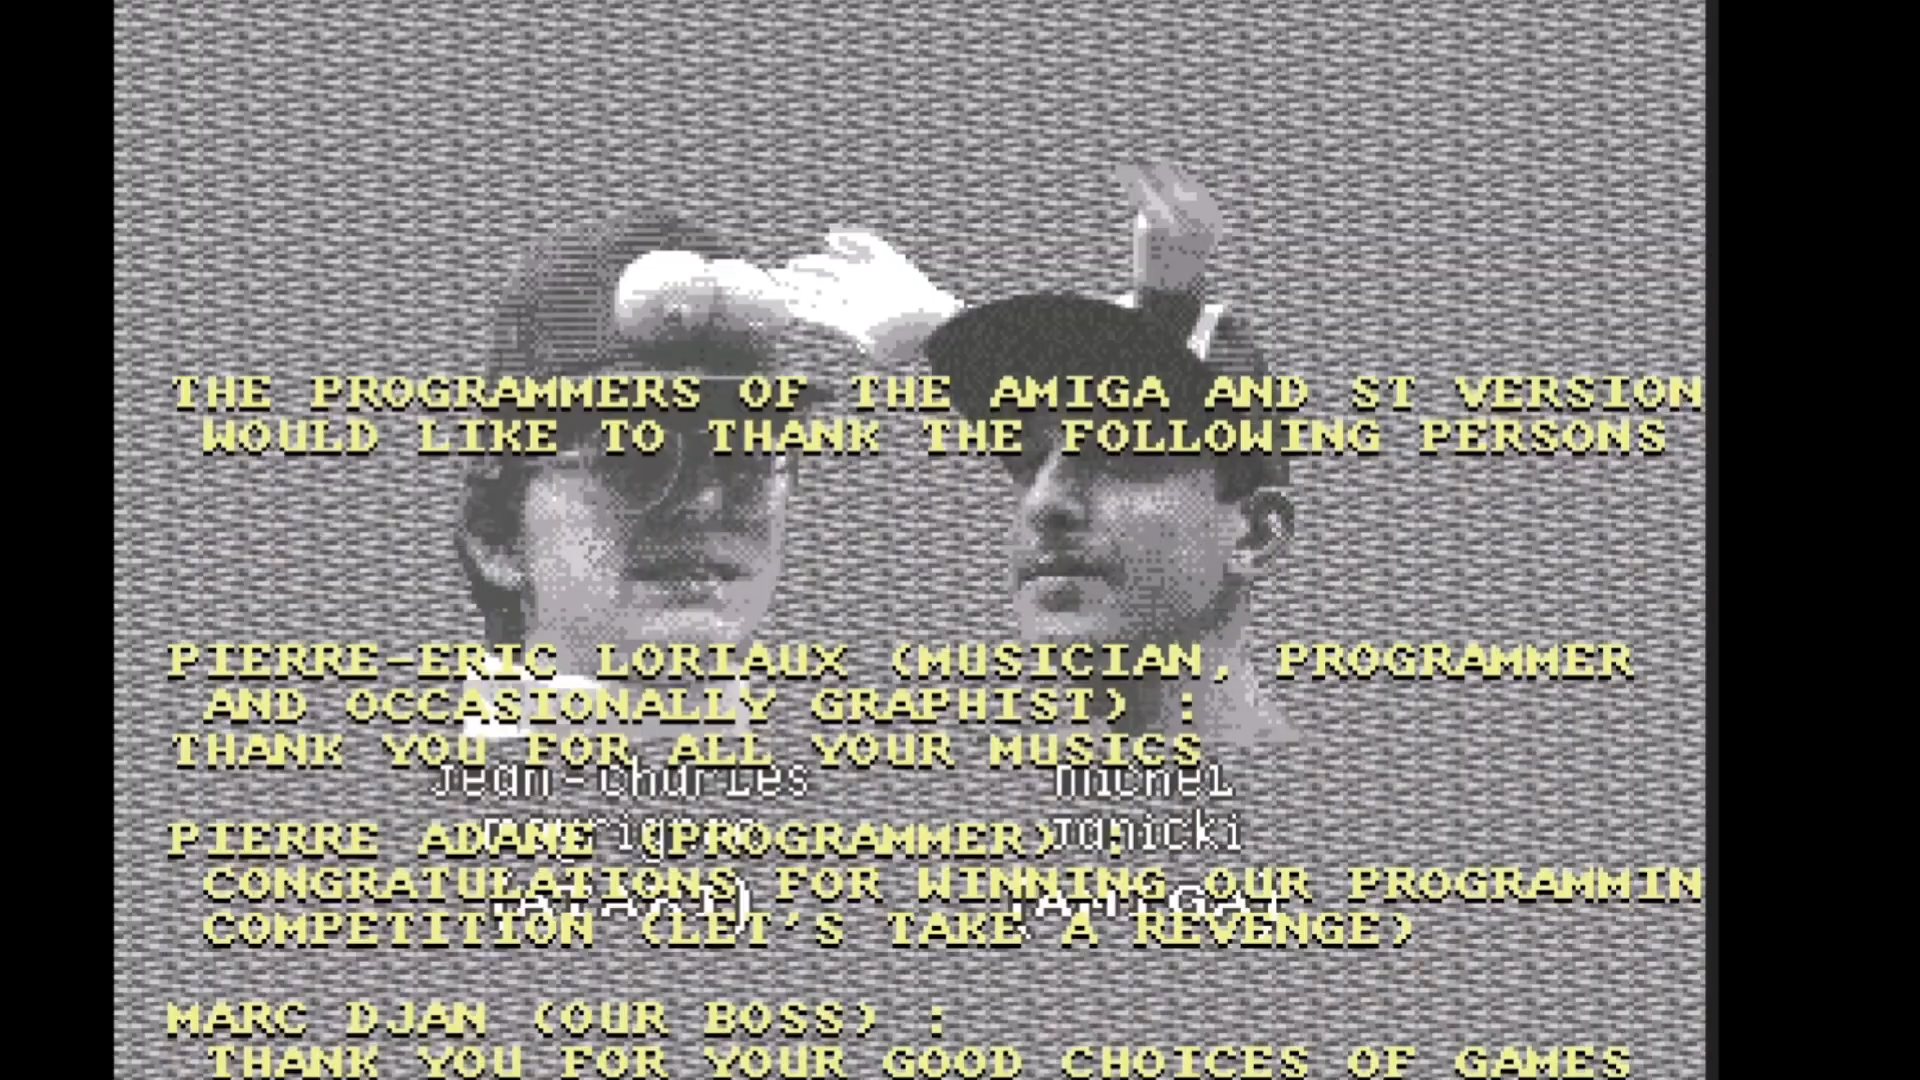 THE PROGRAMMERS OF THE AMIGA AND ST VERSION
WOULD LIKE TO THANK THE FOLLOWING PERSONS
PIERRE-ERIC LORIAUX (MUSICIAN, PROGRAMMER
AND OCCASIONALLY GRAPHIST) :
THANK YOU FOR ALL YOUR MUSICS
Jean-Charles
Michel
PIERRE ADANE (PROGRAMMER) :
Janicki
CONGRATULATIONS FOR WINNING OUR PROGRAMMIN
(AMIGA)
COMPETITION (LET'S TAKE A REVENGE)
MARC DJAN (OUR BOSS) :
THANK YOU FOR YOUR GOOD CHOICES OF GAMES